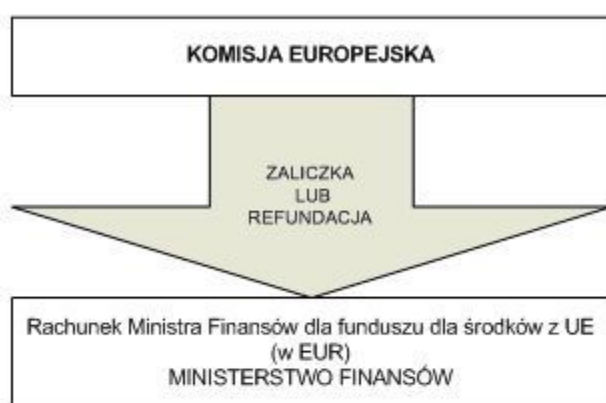 KOMISJA EUROPEJSKA
ZALICZKA
LUB
REFUNDACJA
Rachunek Ministra Finansów dla funduszu dla środków z UE
(w EUR)
MINISTERSTWO FINANSÓW